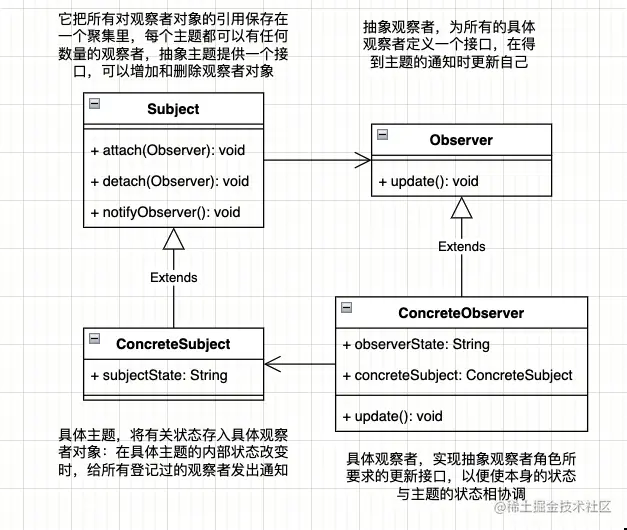 它把所有对观察者对象的引用保存在
一个聚集里，每个主题都可以有任何
数量的观察者，抽象主题提供一个接
口，可以增加和删除观察者对象
抽象观察者，为所有的具体
观察者定义一个接口，在得
到主题的通知时更新自己
Subject
+ attach(Observer): void
+ detach(Observer): void
+ notifyObserver(): void
Observer
+ update(): void
Extends
Extends
ConcreteSubject
+ subjectState: String
ConcreteObserver
+ observerState: String
+ concreteSubject: ConcreteSubject
+ update(): void
具体主题，将有关状态存入具体观察
者对象：在具体主题的内部状态改变
时，给所有登记过的观察者发出通知
具体观察者，实现抽象观察者角色所
要求的更新接口，以便使本身的状态
与主题的状态相协调
@稀土掘金技术社区